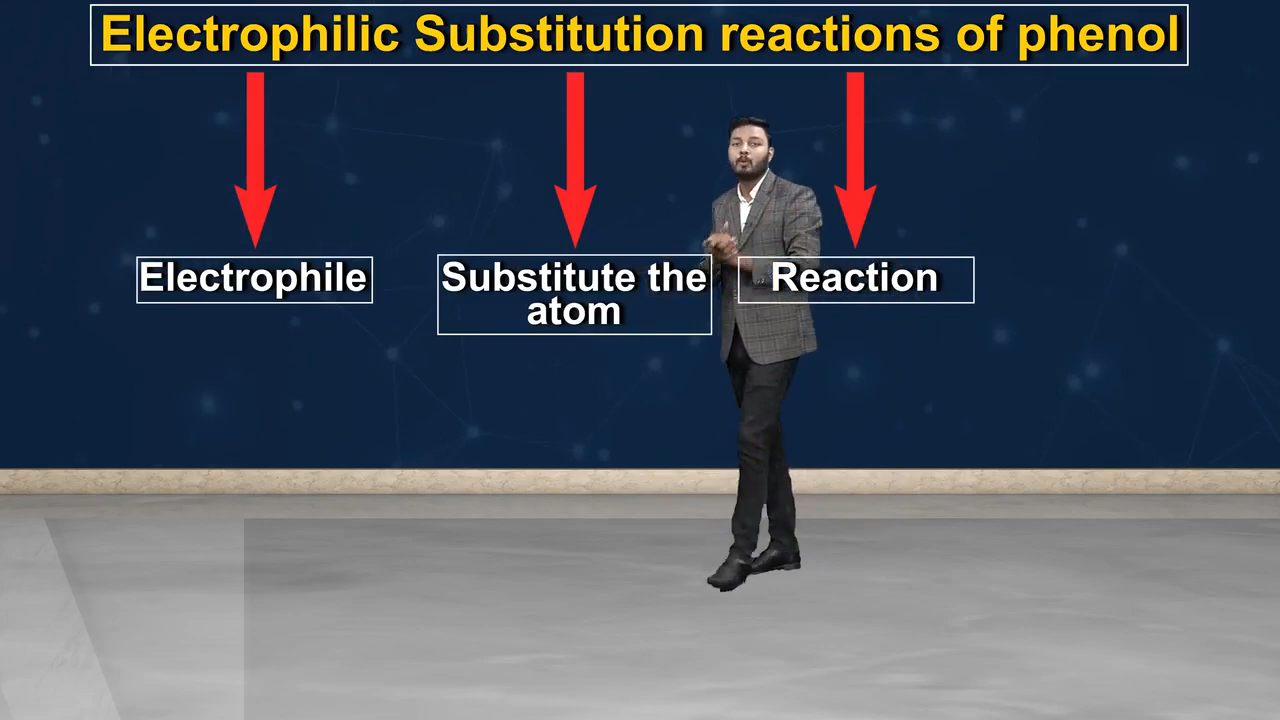 Electrophilic Substitution reactions of phenol
Electrophile
Substitute the
atom
Reaction